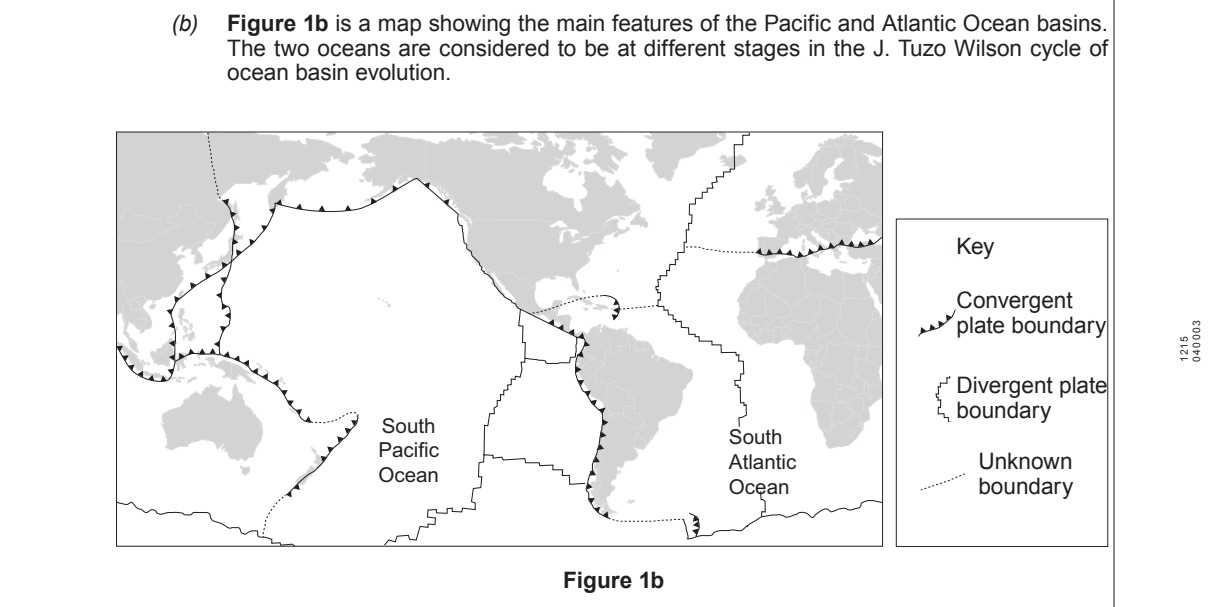 (b) Figure 1b is a map showing the main features of the Pacific and Atlantic Ocean basins.
The two oceans are considered to be at different stages in the J. Tuzo Wilson cycle of
ocean basin evolution.
South
Pacific
Ocean
South
Atlantic
Ocean
Key
Convergent
plate boundary
Divergent plate
boundary
Unknown
boundary
1215
040003
Figure 1b